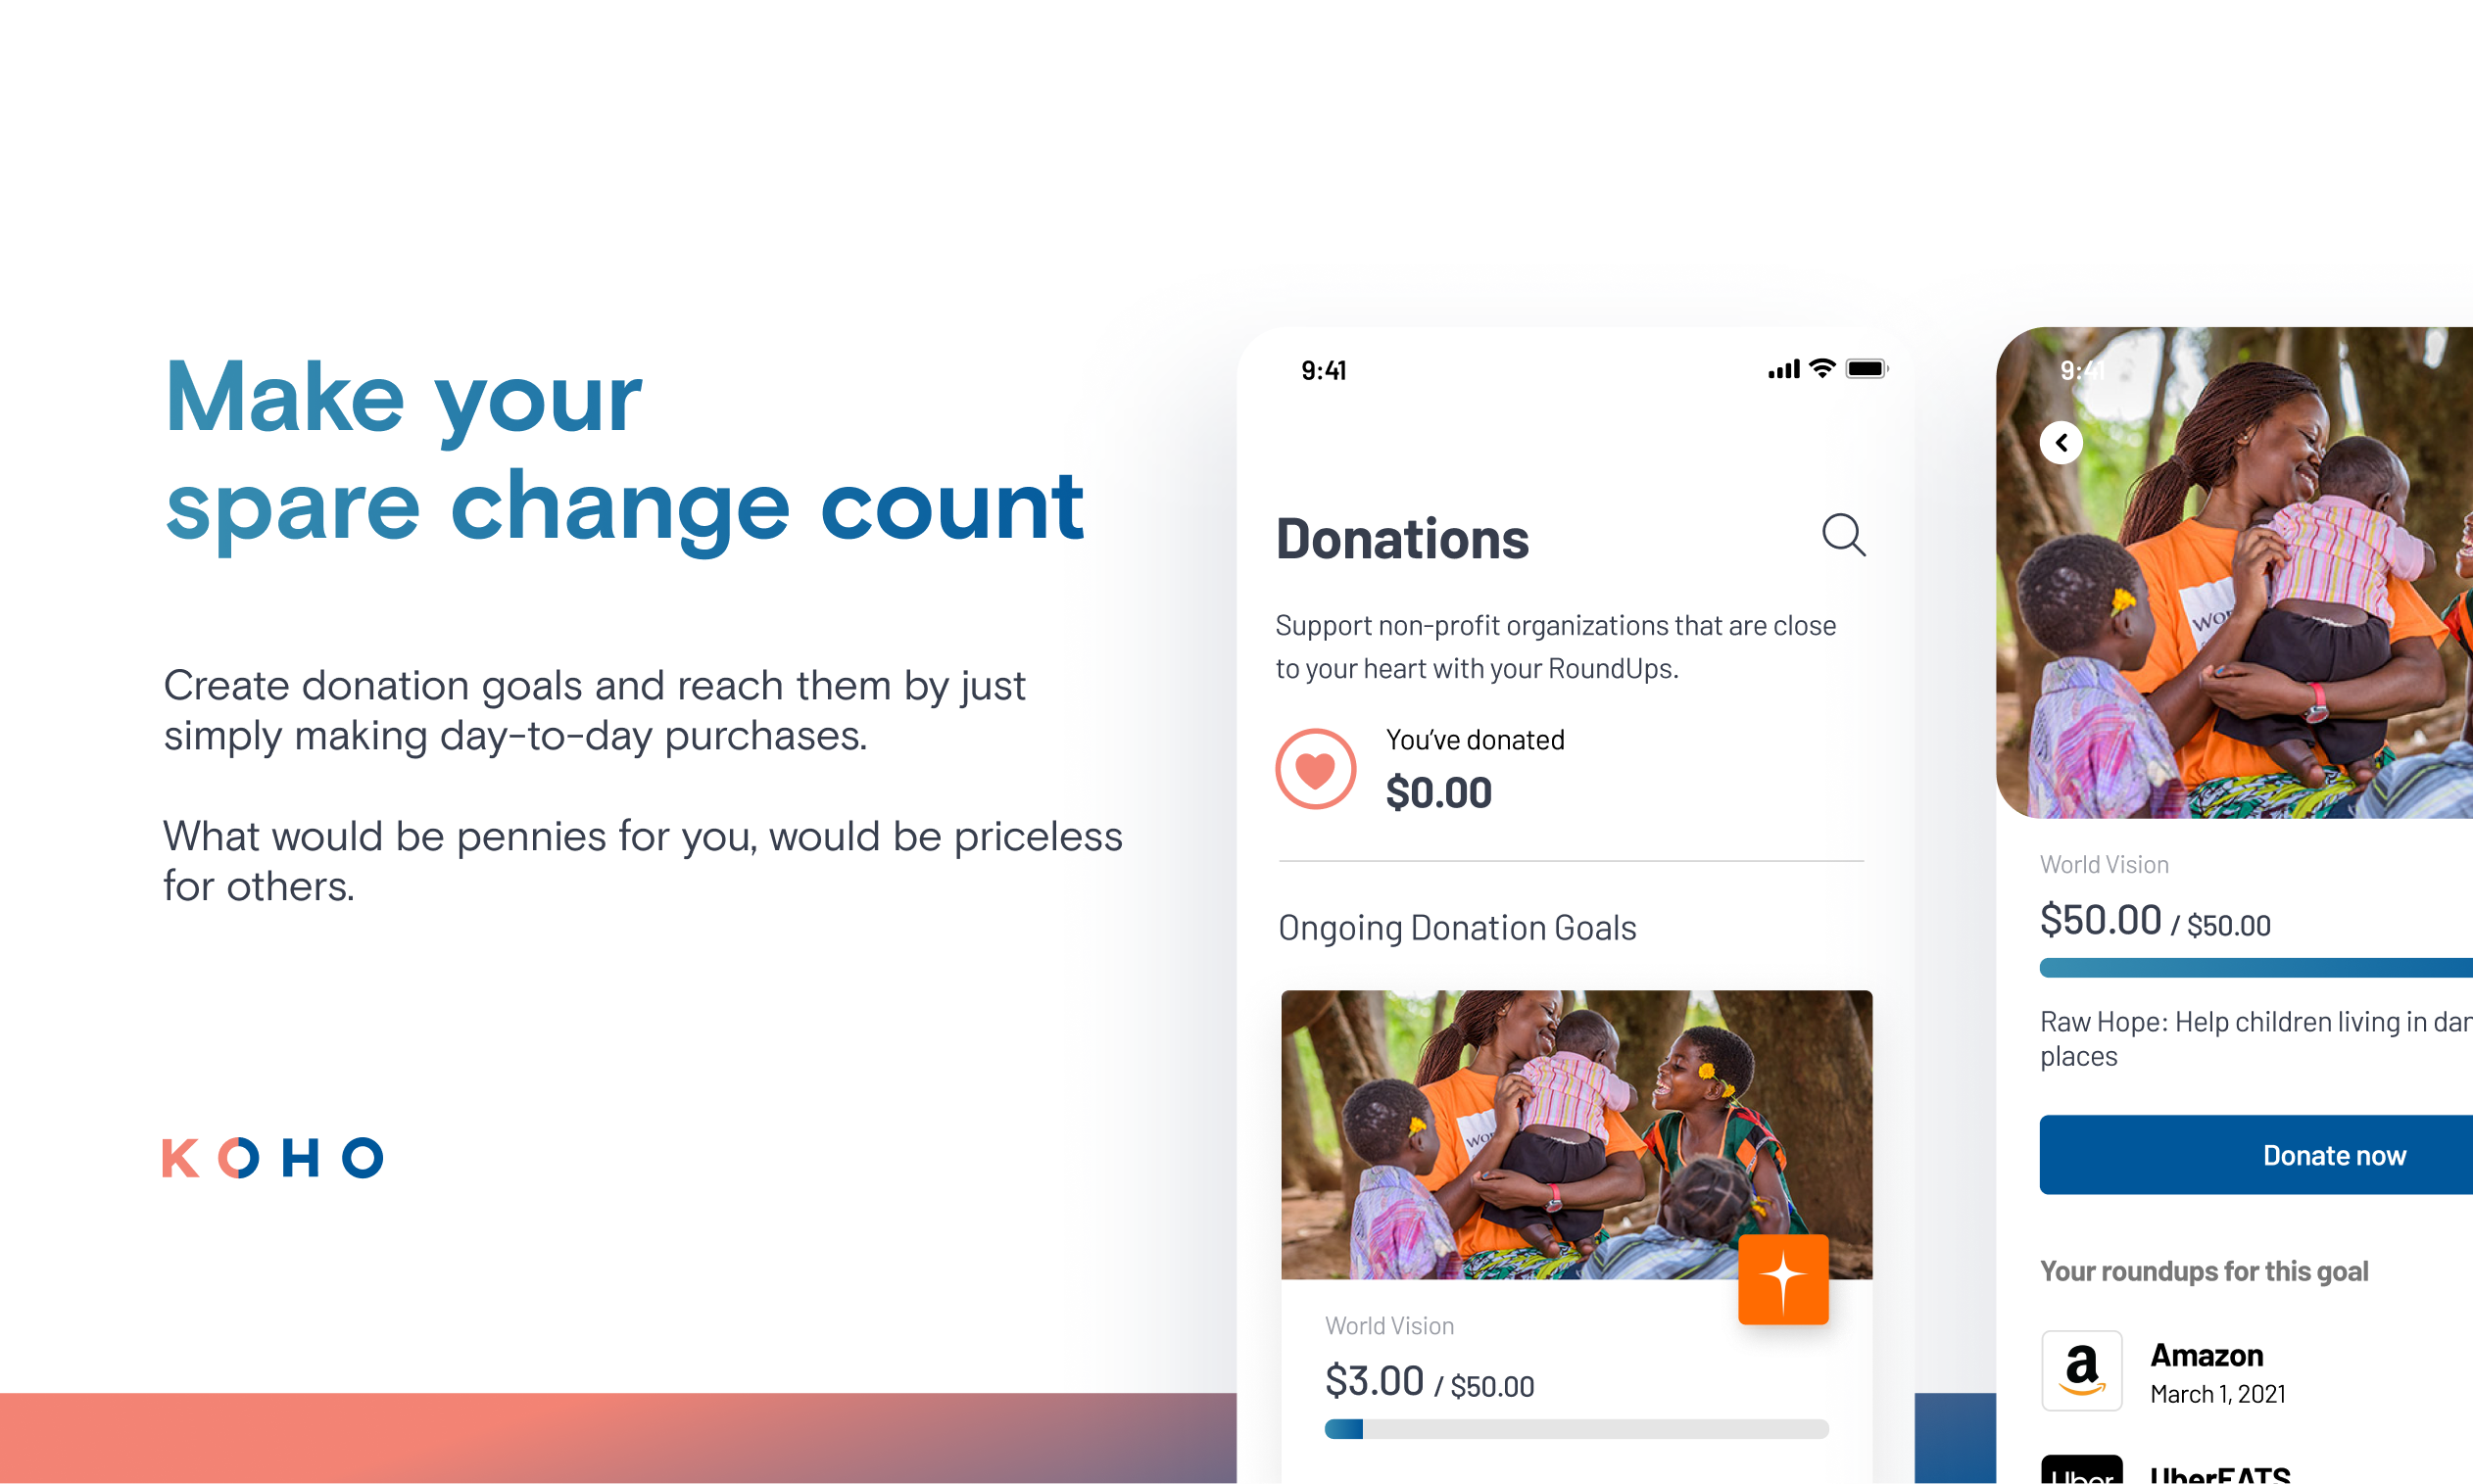 Make your
spare change count
Create donation goals and reach them by just
simply making day-to-day purchases.
What would be pennies for you, would be priceless
for others.
KOHO
9:41
Donations
Support non-profit organizations that are close
to your heart with your RoundUps.
You've donated
$0.00
Ongoing Donation Goals
World Vision
$3.00 / $50.00
9:41
World Vision
$50.00 / $50.00
Raw Hope: Help children living in
places
Donate now
Your roundups for this goal
a
Amazon
March 1, 2021
Uber
UberEATS